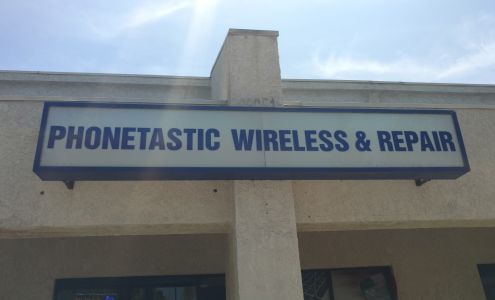 PHONETASTIC WIRELESS & REPAIR